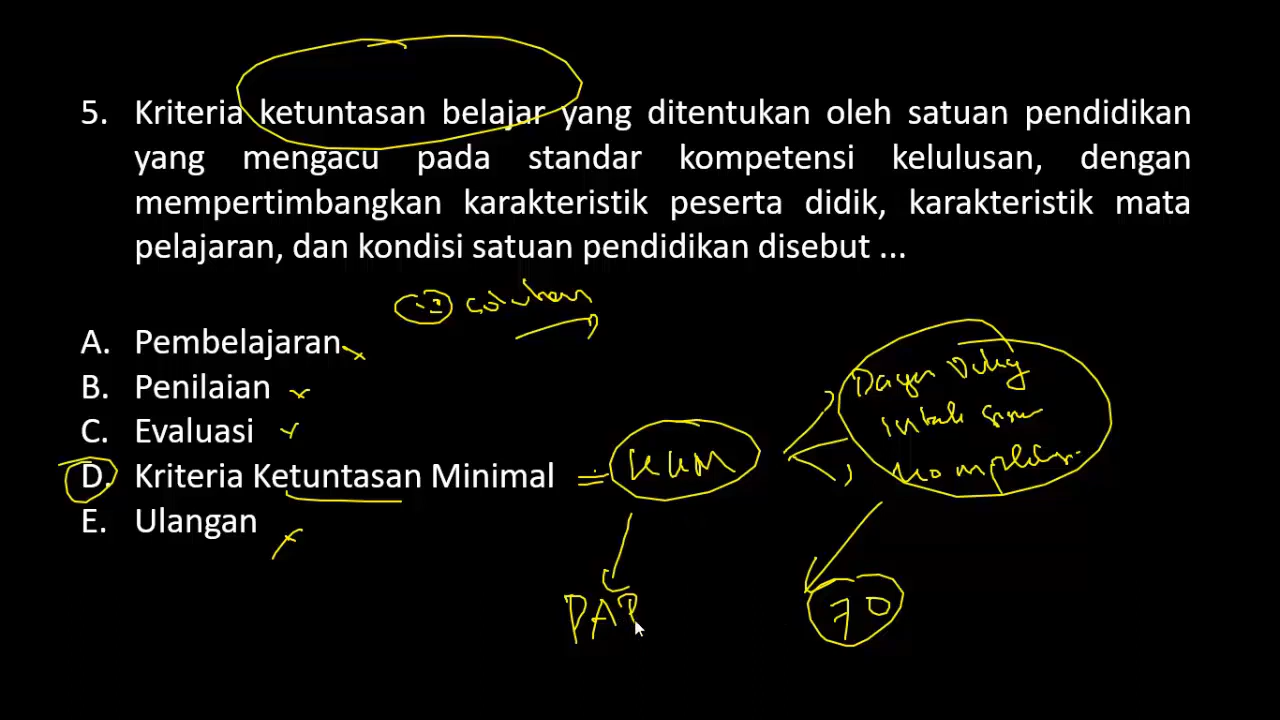 5. Kriteria ketuntasan belajar yang ditentukan oleh satuan pendidikan
yang mengacu pada standar kompetensi kelulusan, dengan
mempertimbangkan karakteristik peserta didik, karakteristik mata
pelajaran, dan kondisi satuan pendidikan disebut ...
A. Pembelajaran
B. Penilaian
C. Evaluasi
D. Kriteria Ketuntasan Minimal = KKM
E. Ulangan
Daya
PAP
70